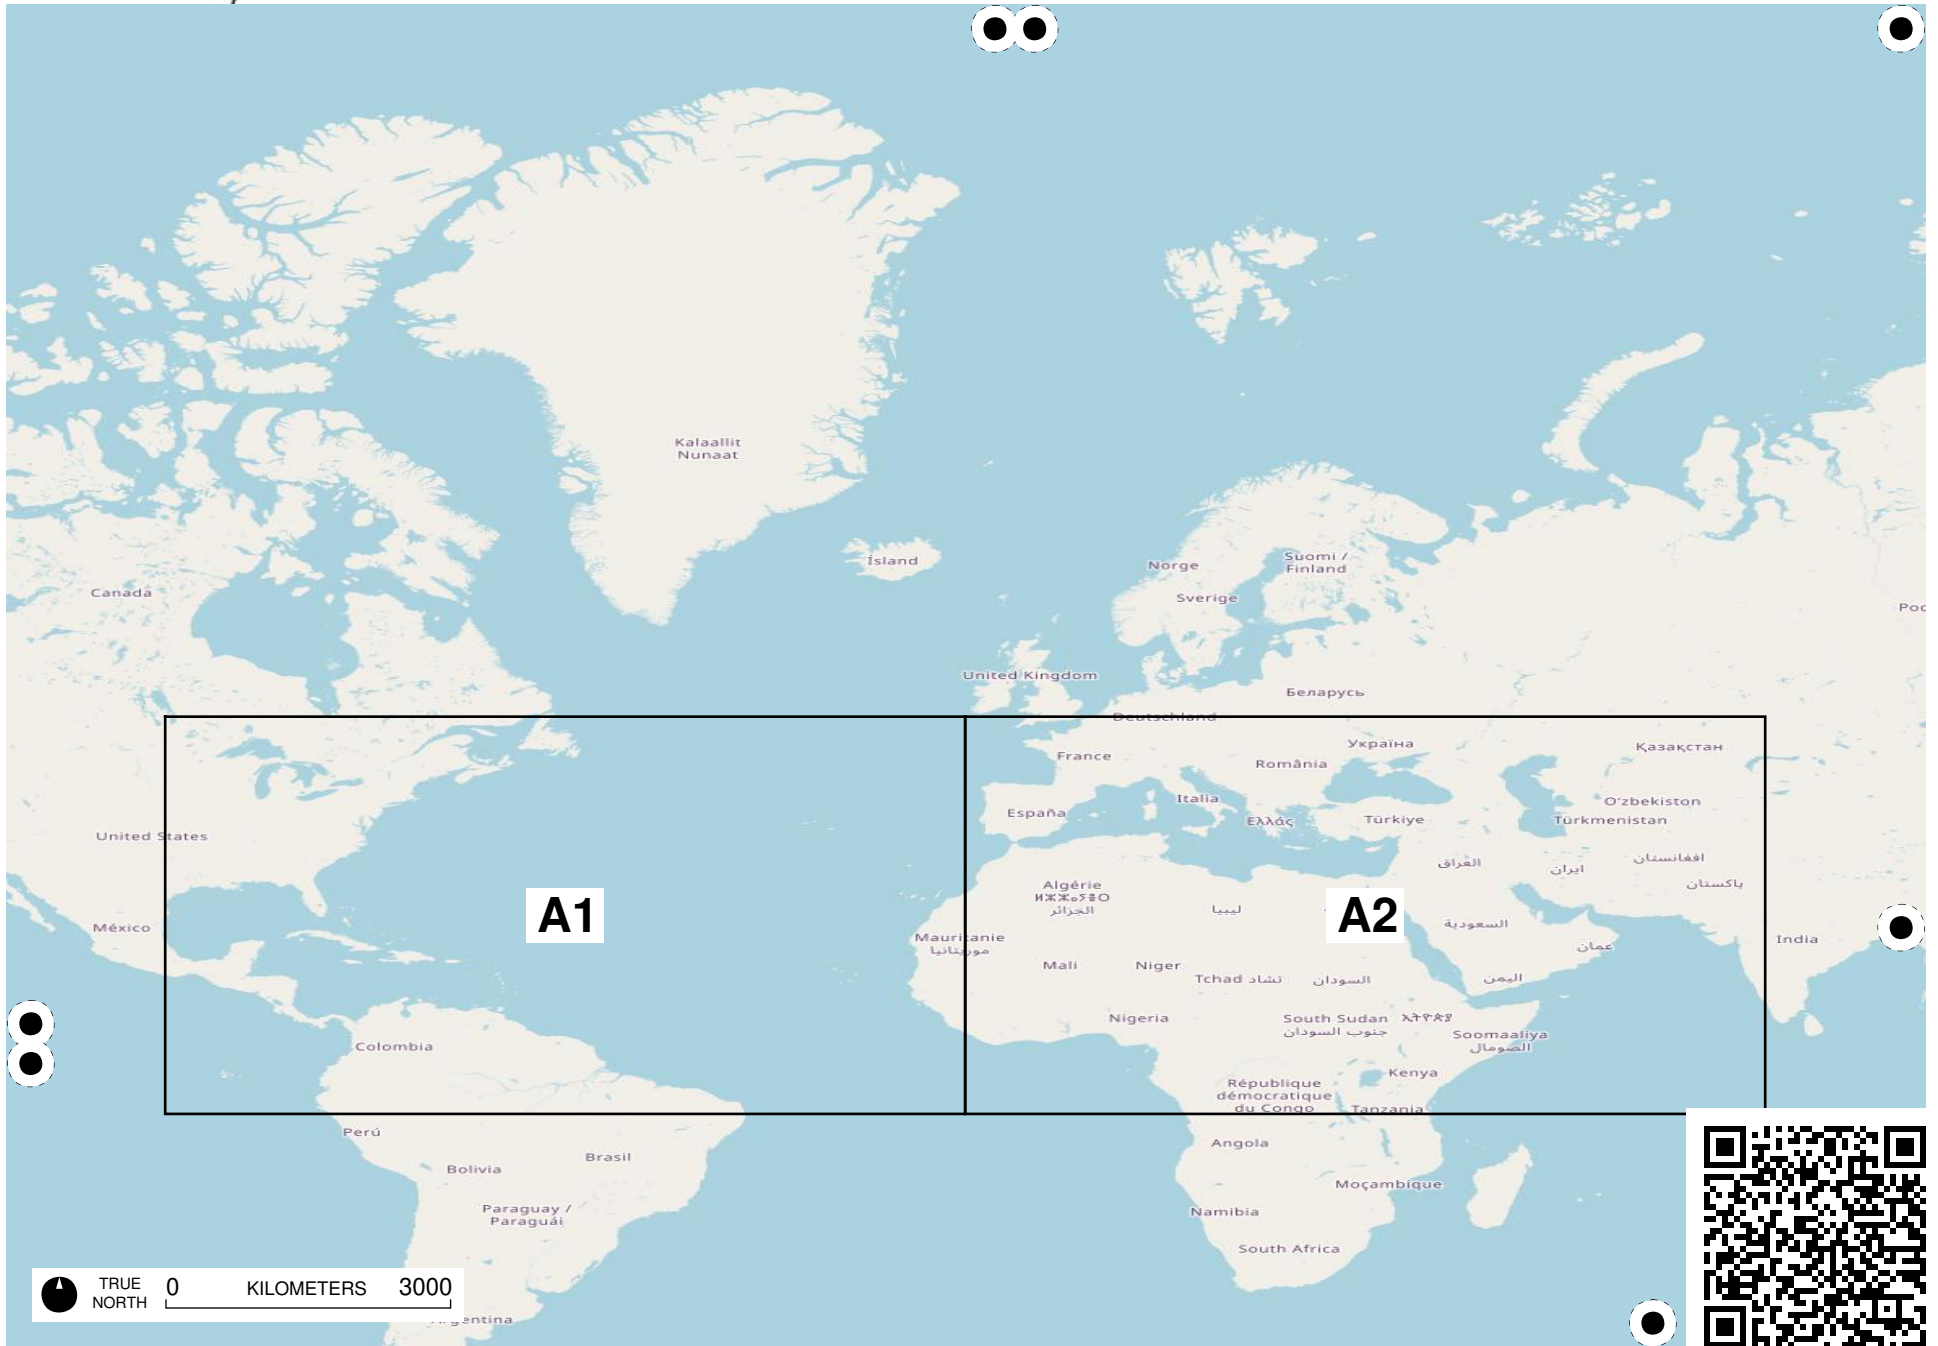 Kalaallit
Nunaat
Ísland
Norge
Suomi /
Finland
Sverige
Canada
Рос
United Kingdom
Беларусь
Deutschland
Україна
Қазақстан
France
România
Italia
O'zbekiston
España
Ελλάς
Türkiye
Türkmenistan
United States
العراق
ایران
افغانستان
پاکستان
Algérie
ⵍⵣⵣⴰⵢⴻⵔ
الجزائر
ليبيا
A1
A2
السعودية
México
Mauritanie
موريتانيا
عمان
India
Mali
Niger
Tchad تشاد
السودان
اليمن
Nigeria
South Sudan
جنوب السودان
ኢትዮጵያ
Soomaaliya
الصومال
Colombia
Kenya
République
démocratique
du Congo
Tanzania
Perú
Angola
Bolivia
Brasil
Moçambique
Paraguay /
Paraguái
Namibia
South Africa
TRUE
NORTH
0 KILOMETERS 3000
Argentina